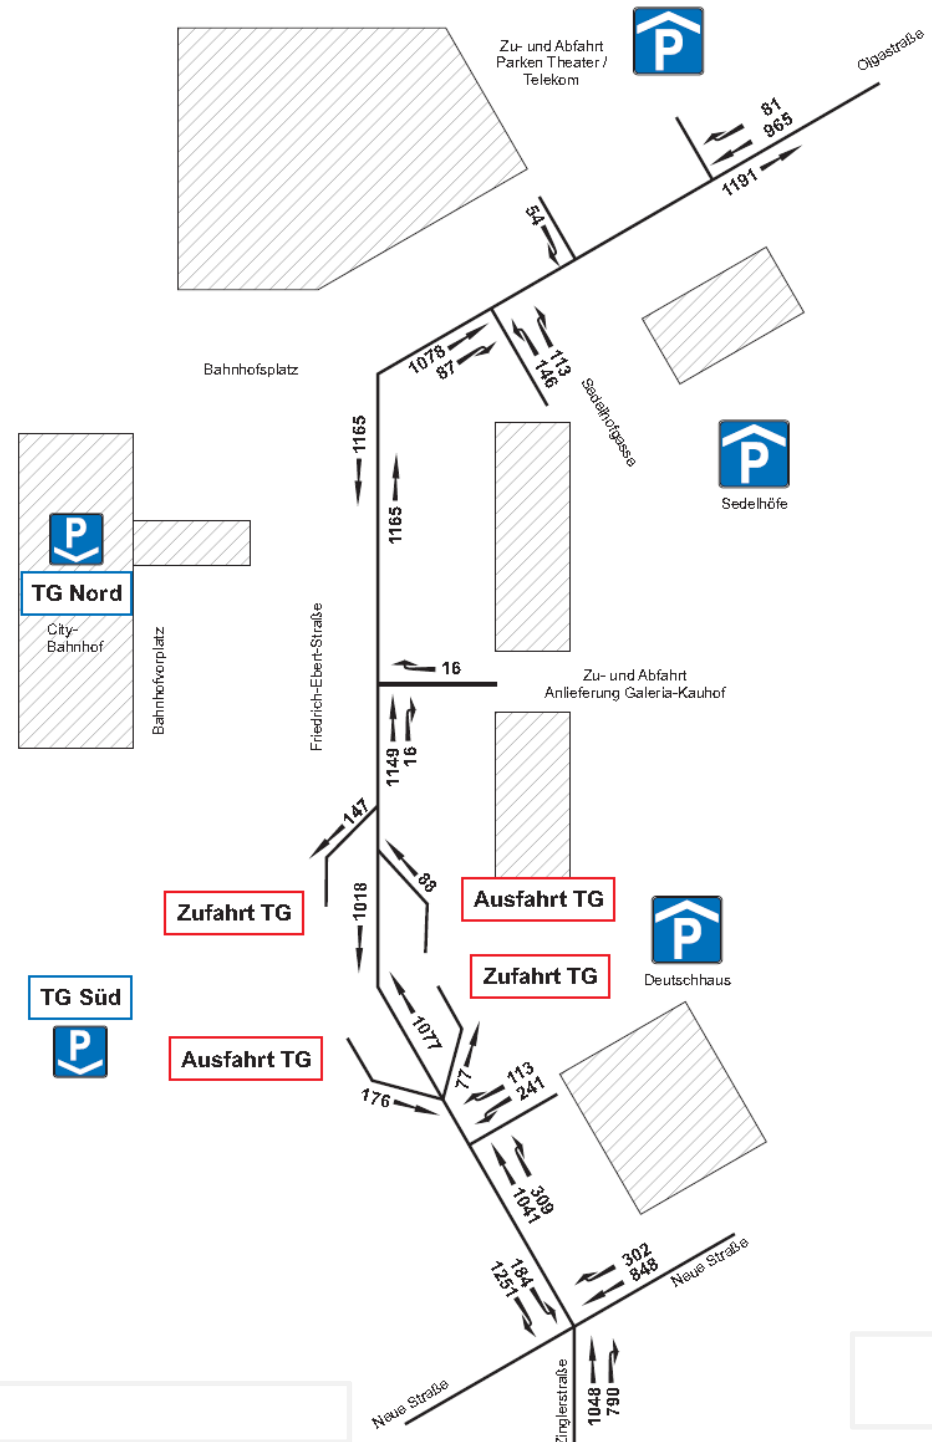 Zu- und Abfahrt
Parken Theater /
Telekom
P
Olgastraße
81
965
1191
54
1078
87
113
146
Sedelhofgasse
Bahnhofsplatz
1165
1165
P
Sedelhöfe
P
TG Nord
City-
Bahnhof
Bahnhofvorplatz
Friedrich-Ebert-Straße
16
Zu- und Abfahrt
Anlieferung Galeria-Kauhof
1149
16
147
88
1018
Zufahrt TG
Ausfahrt TG
P
Deutschhaus
Zufahrt TG
TG Süd
P
Ausfahrt TG
1077
77
176
113
241
309
1041
184
1251
302
848
Neue Straße
Neue Straße
Zinglerstraße
1048
790